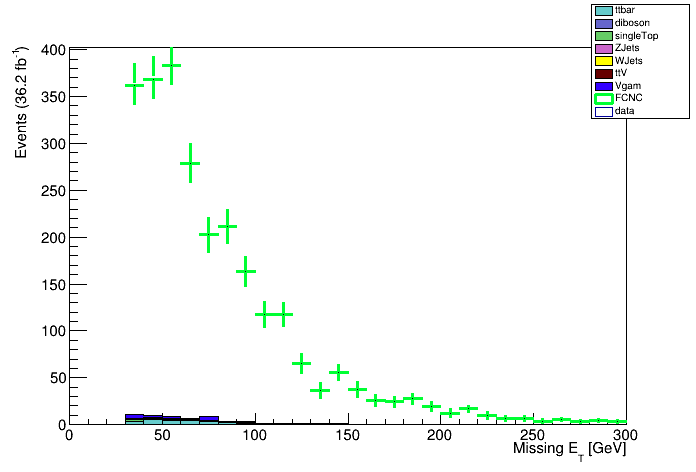 ttbar
diboson
singleTop
ZJets
WJets
ttV
Vgam
FCNC
data
Events (36.2 fb⁻¹)
400
350
300
250
200
150
100
50
0
0 50 100 150 200 250 300
Missing E_T [GeV]